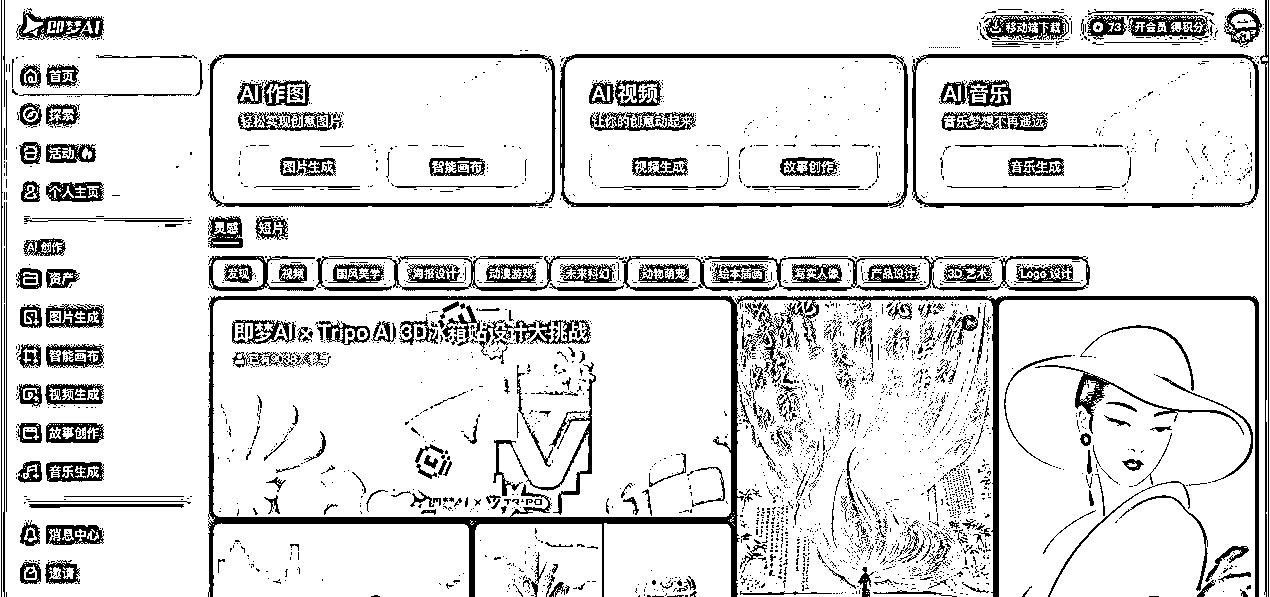 即梦AI
移动端下载
73
开会员 得积分
首页
探索
活动
个人主页
AI 创作
资产
图片生成
智能画布
视频生成
故事创作
音乐生成
消息中心
邀请
AI 作图
轻松实现创意图片
图片生成
智能画布
AI 视频
让你的创意动起来
视频生成
故事创作
AI 音乐
音乐梦想不再遥远
音乐生成
灵感
短片
发现
视频
国风美学
海报设计
动漫游戏
未来科幻
动物萌宠
绘本插画
写实人像
产品设计
3D 艺术
Logo 设计
即梦AI × Tripo AI 3D冰箱贴设计大挑战
即梦AI × TRIPO